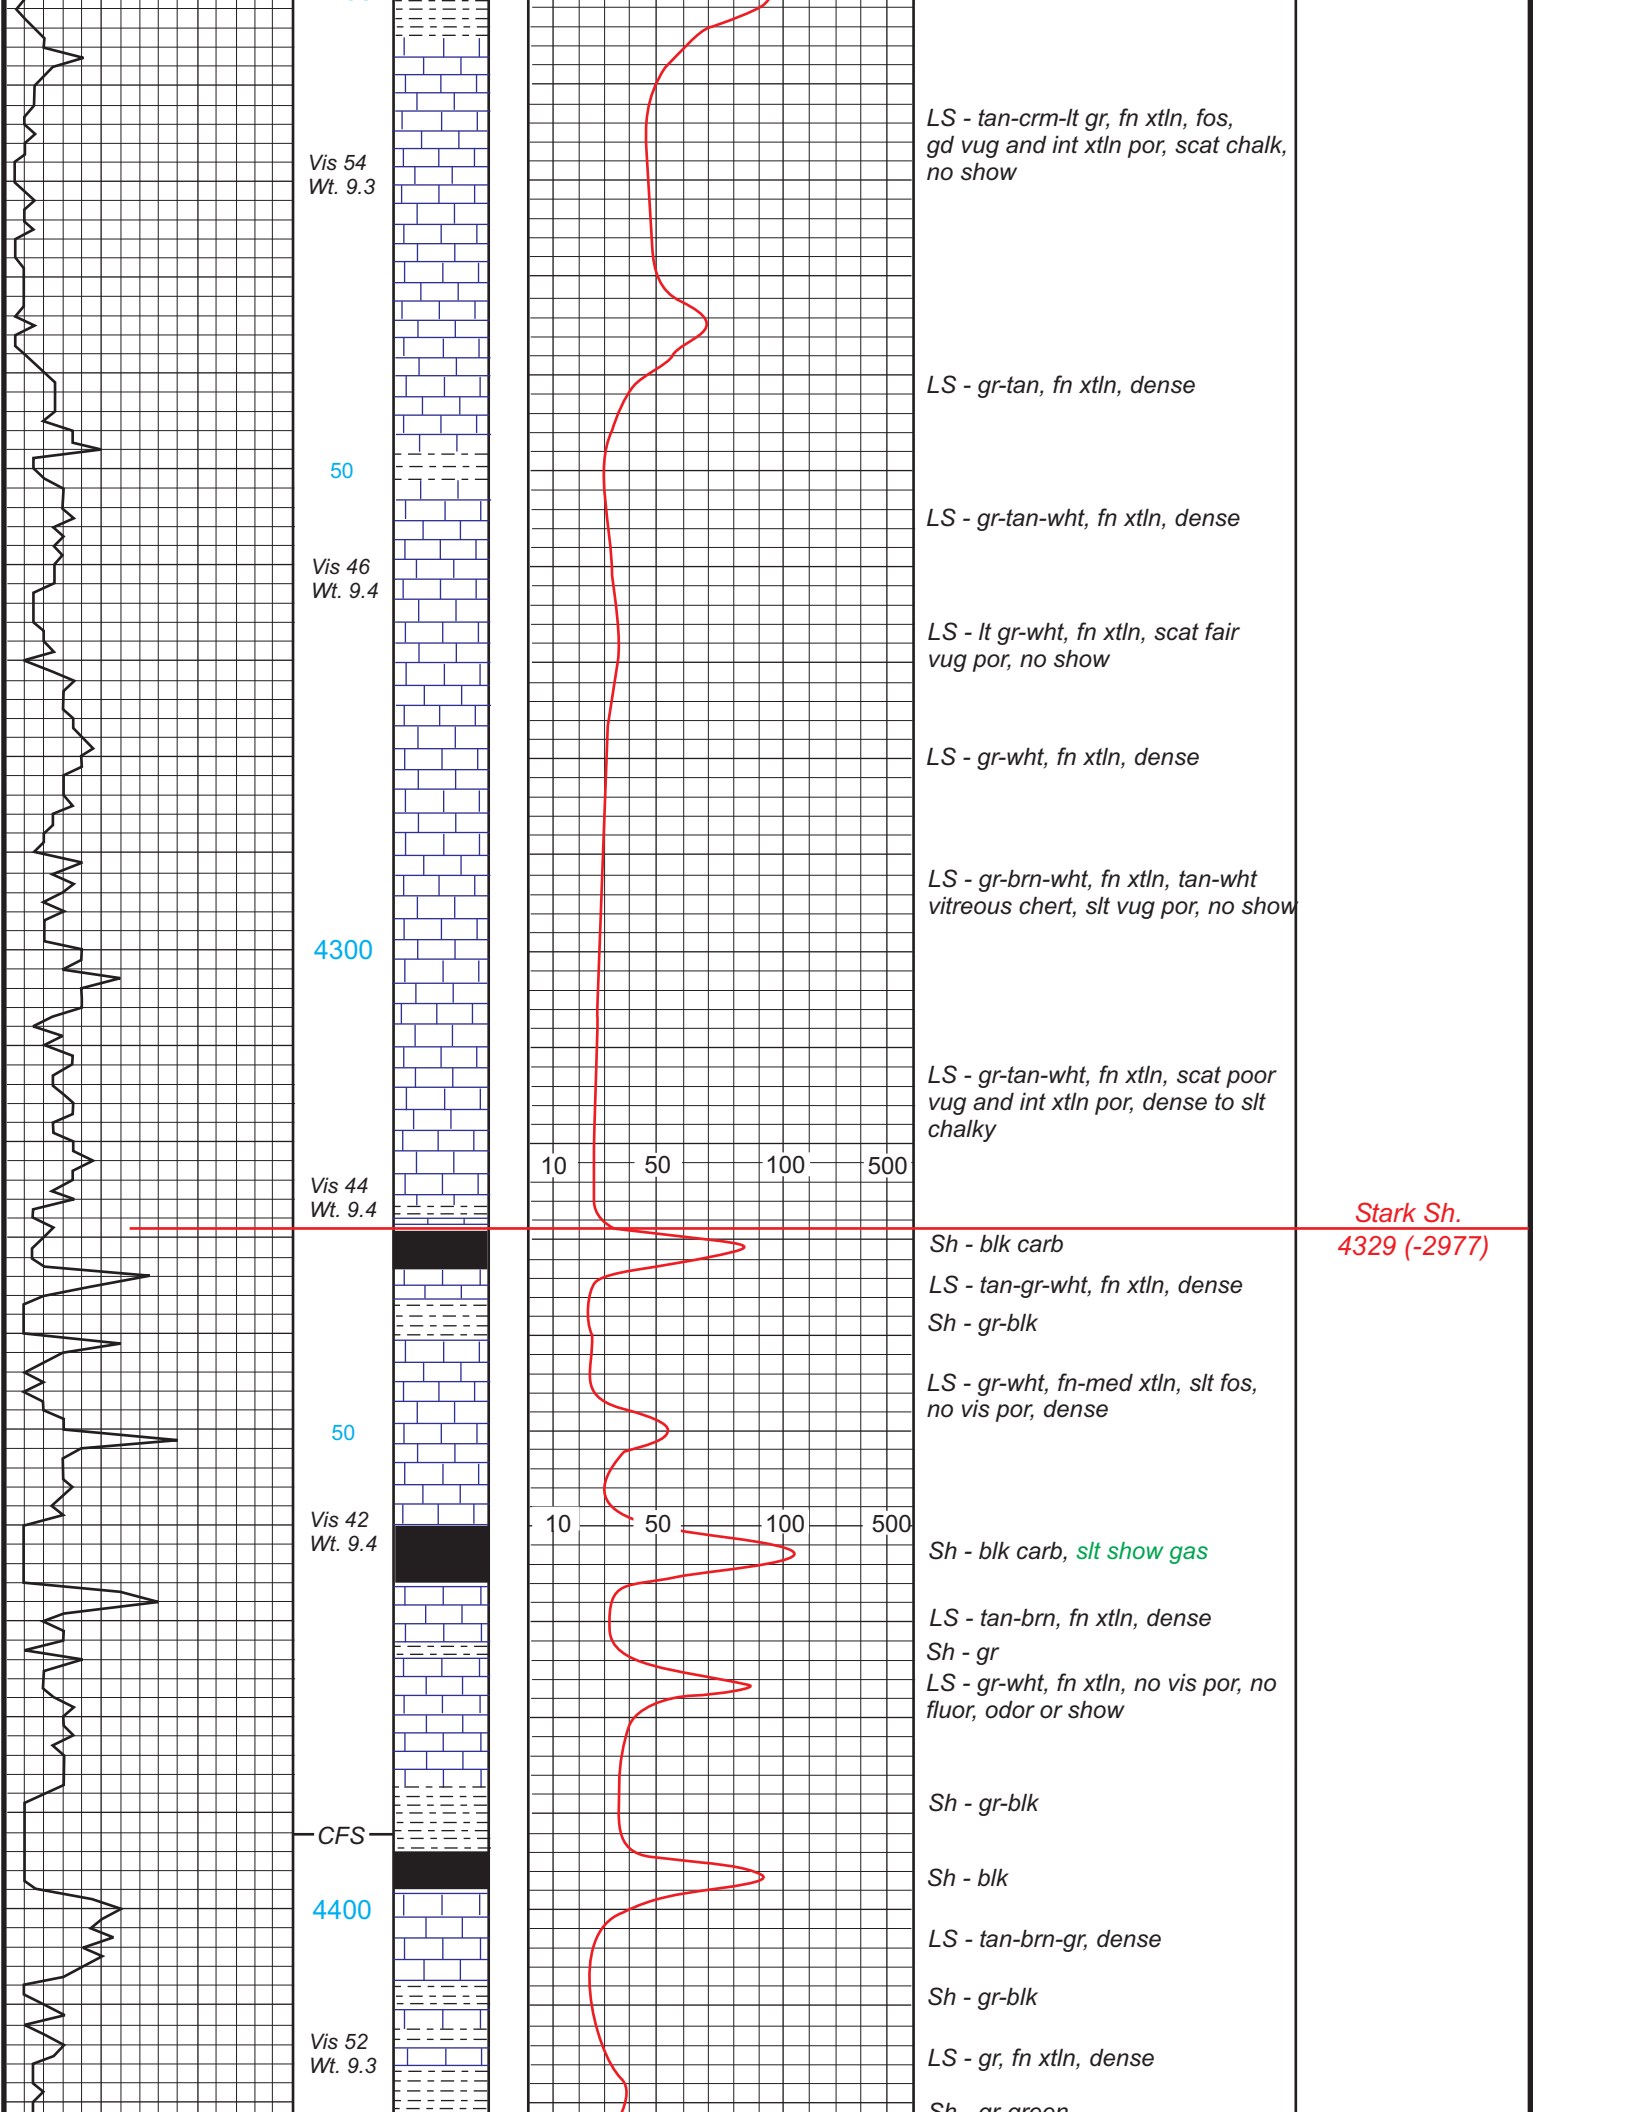 LS - tan-crm-lt gr, fn xtln, fos,
gd vug and int xtln por, scat chalk,
no show
Vis 54
Wt. 9.3
LS - gr-tan, fn xtln, dense
50
LS - gr-tan-wht, fn xtln, dense
Vis 46
Wt. 9.4
LS - lt gr-wht, fn xtln, scat fair
vug por, no show
LS - gr-wht, fn xtln, dense
LS - gr-brn-wht, fn xtln, tan-wht
vitreous chert, slt vug por, no show
4300
LS - gr-tan-wht, fn xtln, scat poor
vug and int xtln por, dense to slt
chalky
10 50 100 500
Vis 44
Wt. 9.4
Stark Sh.
4329 (-2977)
Sh - blk carb
LS - tan-gr-wht, fn xtln, dense
Sh - gr-blk
LS - gr-wht, fn-med xtln, slt fos,
no vis por, dense
50
10 50 100 500
Vis 42
Wt. 9.4
Sh - blk carb, slt show gas
LS - tan-brn, fn xtln, dense
Sh - gr
LS - gr-wht, fn xtln, no vis por, no
fluor, odor or show
Sh - gr-blk
CFS
Sh - blk
4400
LS - tan-brn-gr, dense
Sh - gr-blk
Vis 52
Wt. 9.3
LS - gr, fn xtln, dense
Sh - gr-green